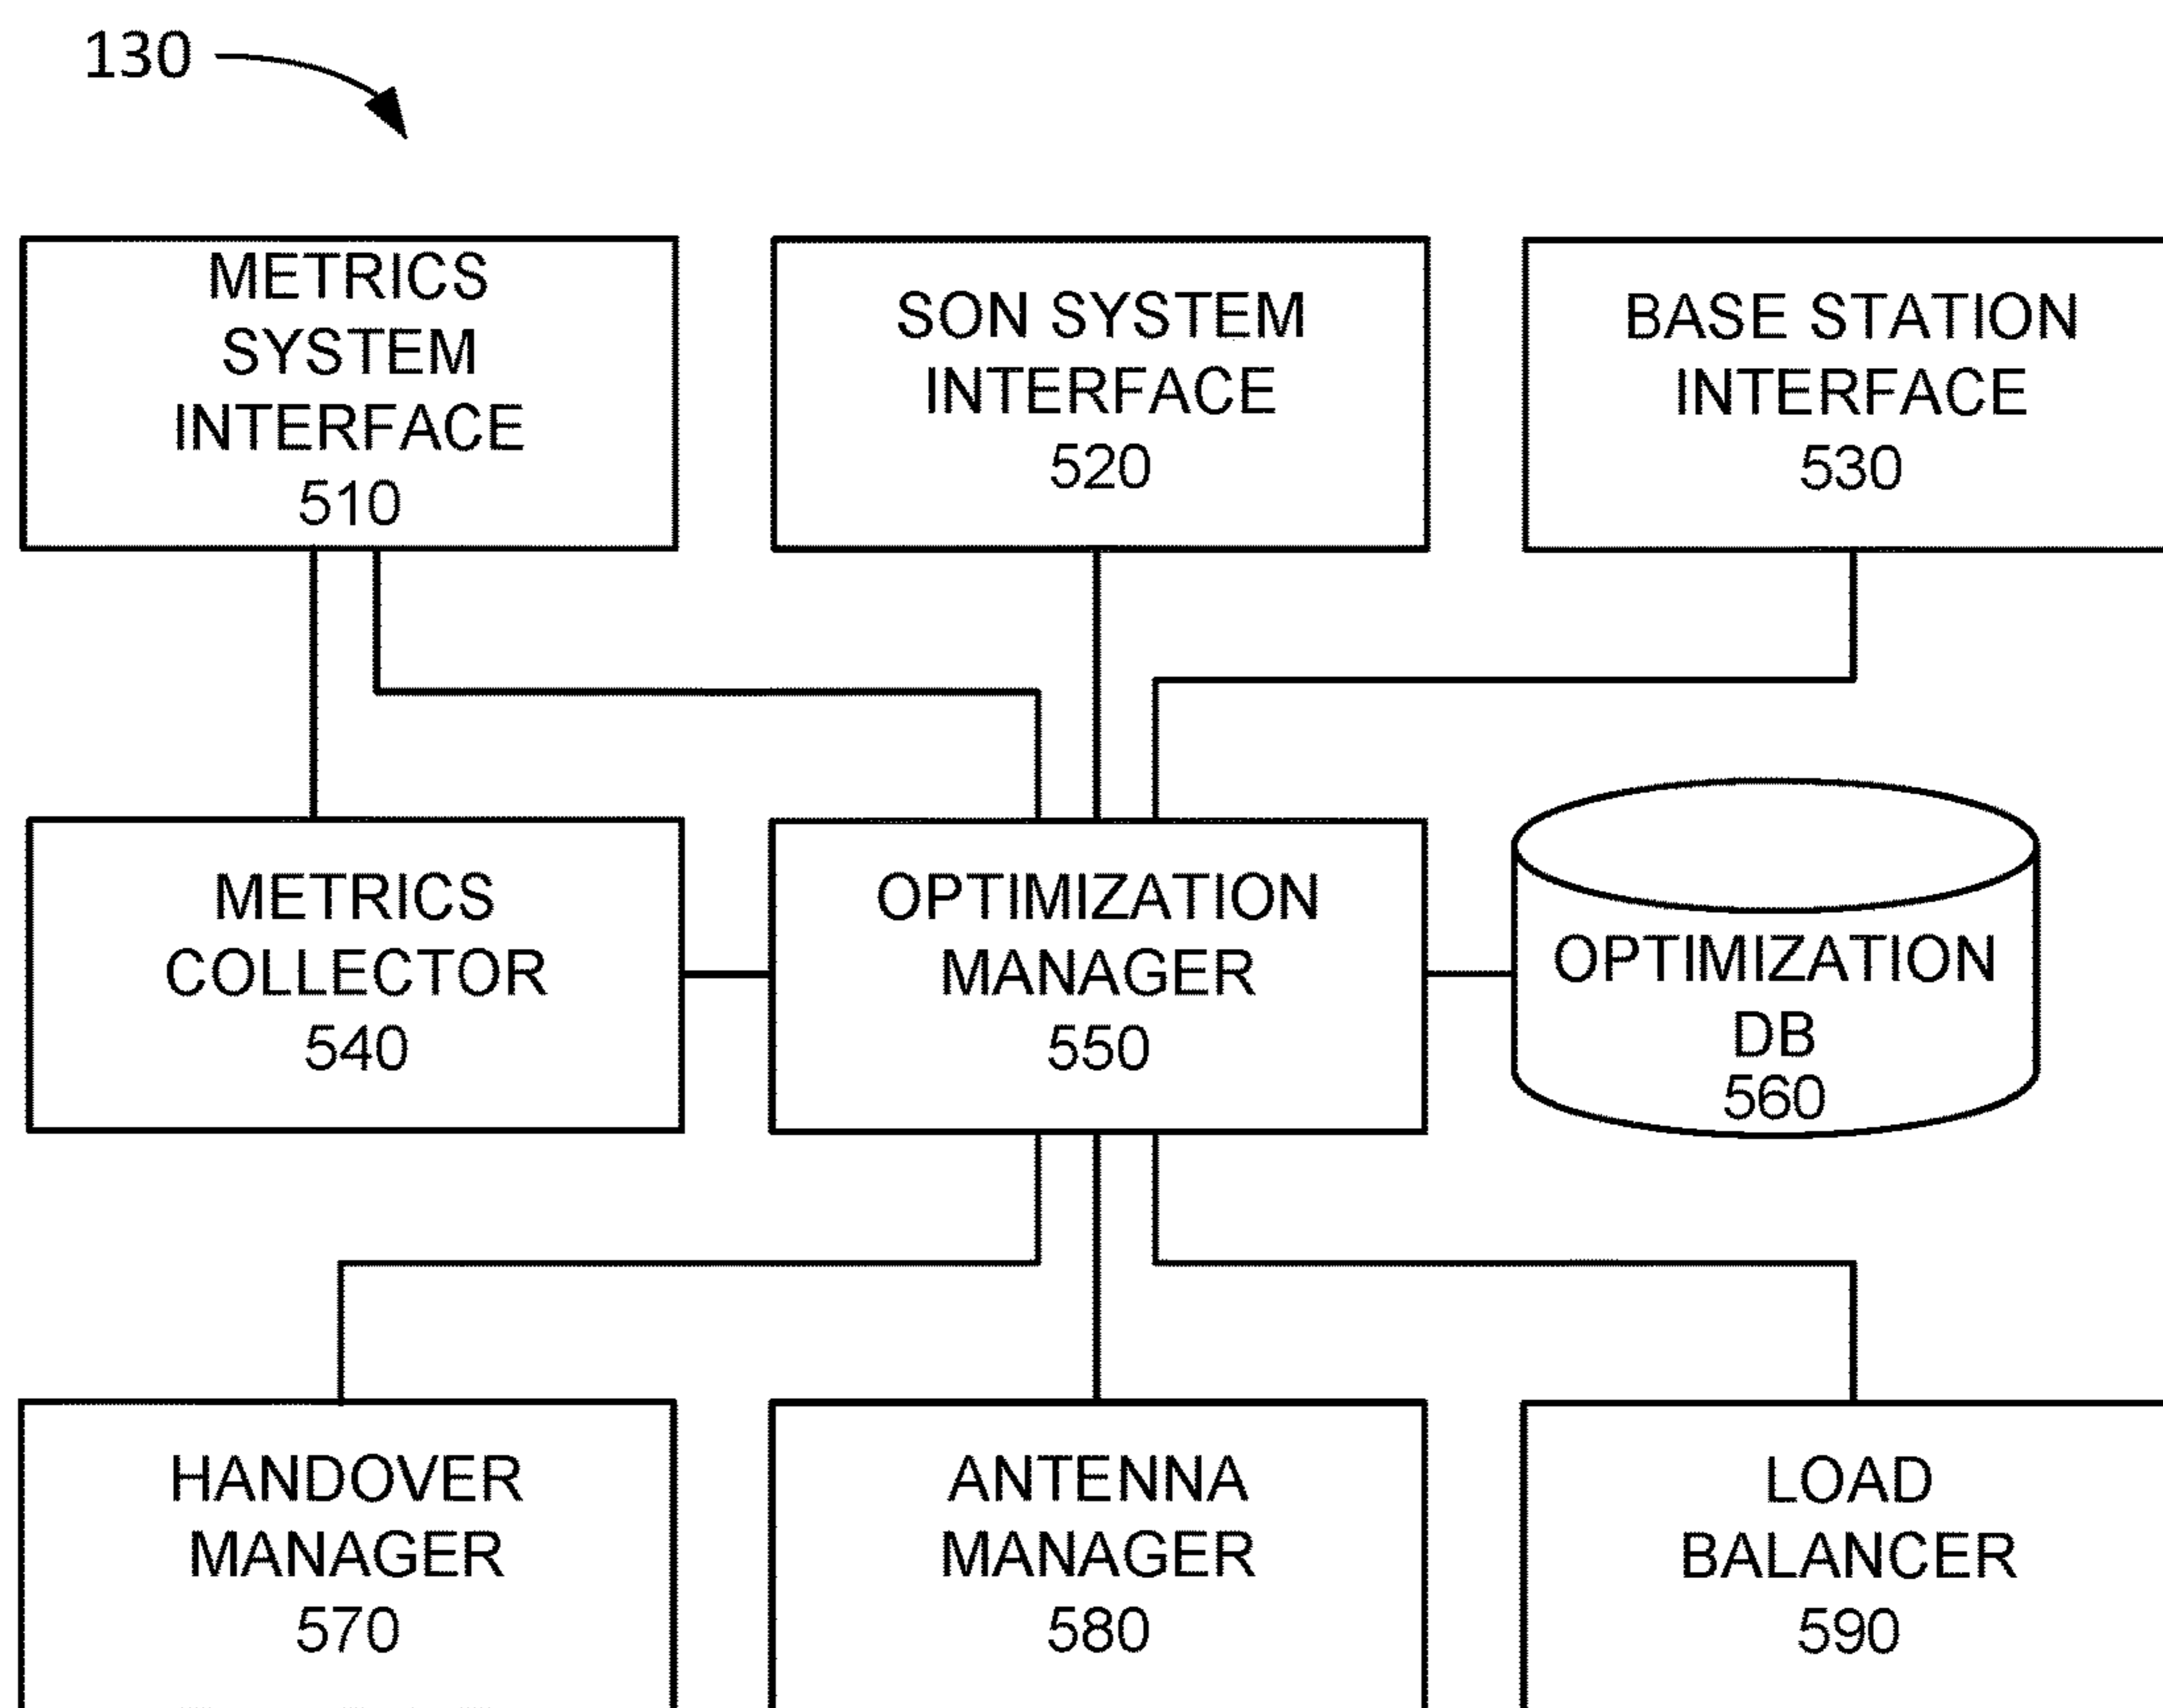 130
METRICS
SYSTEM
INTERFACE
510
SON SYSTEM
INTERFACE
520
BASE STATION
INTERFACE
530
METRICS
COLLECTOR
540
OPTIMIZATION
MANAGER
550
OPTIMIZATION
DB
560
HANDOVER
MANAGER
570
ANTENNA
MANAGER
580
LOAD
BALANCER
590